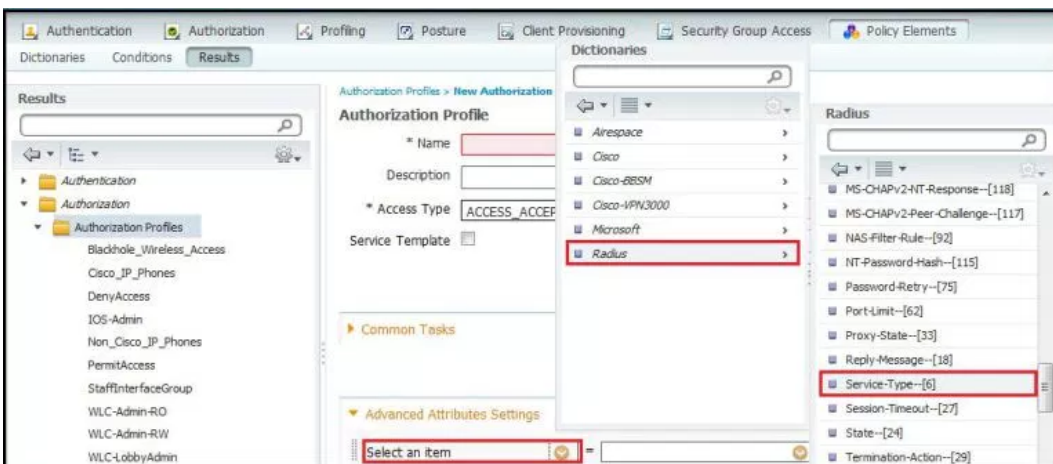 Authentication Authorization Profiling Posture Client Provisioning Security Group Access Policy Elements
Dictionaries Conditions Results
Results
Authentication
Authorization
Authorization Profiles
Blackhole_Wireless_Access
Cisco_IP_Phones
DenyAccess
IOS-Admin
Non_Cisco_IP_Phones
PermitAccess
StaffInterfaceGroup
WLC-Admin-RO
WLC-Admin-RW
WLC-LobbyAdmin
Authorization Profiles > New Authorization
Authorization Profile
* Name
Description
* Access Type ACCESS_ACCEP
Service Template
Common Tasks
Advanced Attributes Settings
Select an item =
Dictionaries
Airespace
Cisco
Cisco-BBSM
Cisco-VPN3000
Microsoft
Radius
Radius
MS-CHAPv2-NT-Response--[118]
MS-CHAPv2-Peer-Challenge--[117]
NAS-Filter-Rule--[92]
NT-Password-Hash--[115]
Password-Retry--[75]
Port-Limit--[62]
Proxy-State--[33]
Reply-Message--[18]
Service-Type--[6]
Session-Timeout--[27]
State--[24]
Termination-Action--[29]